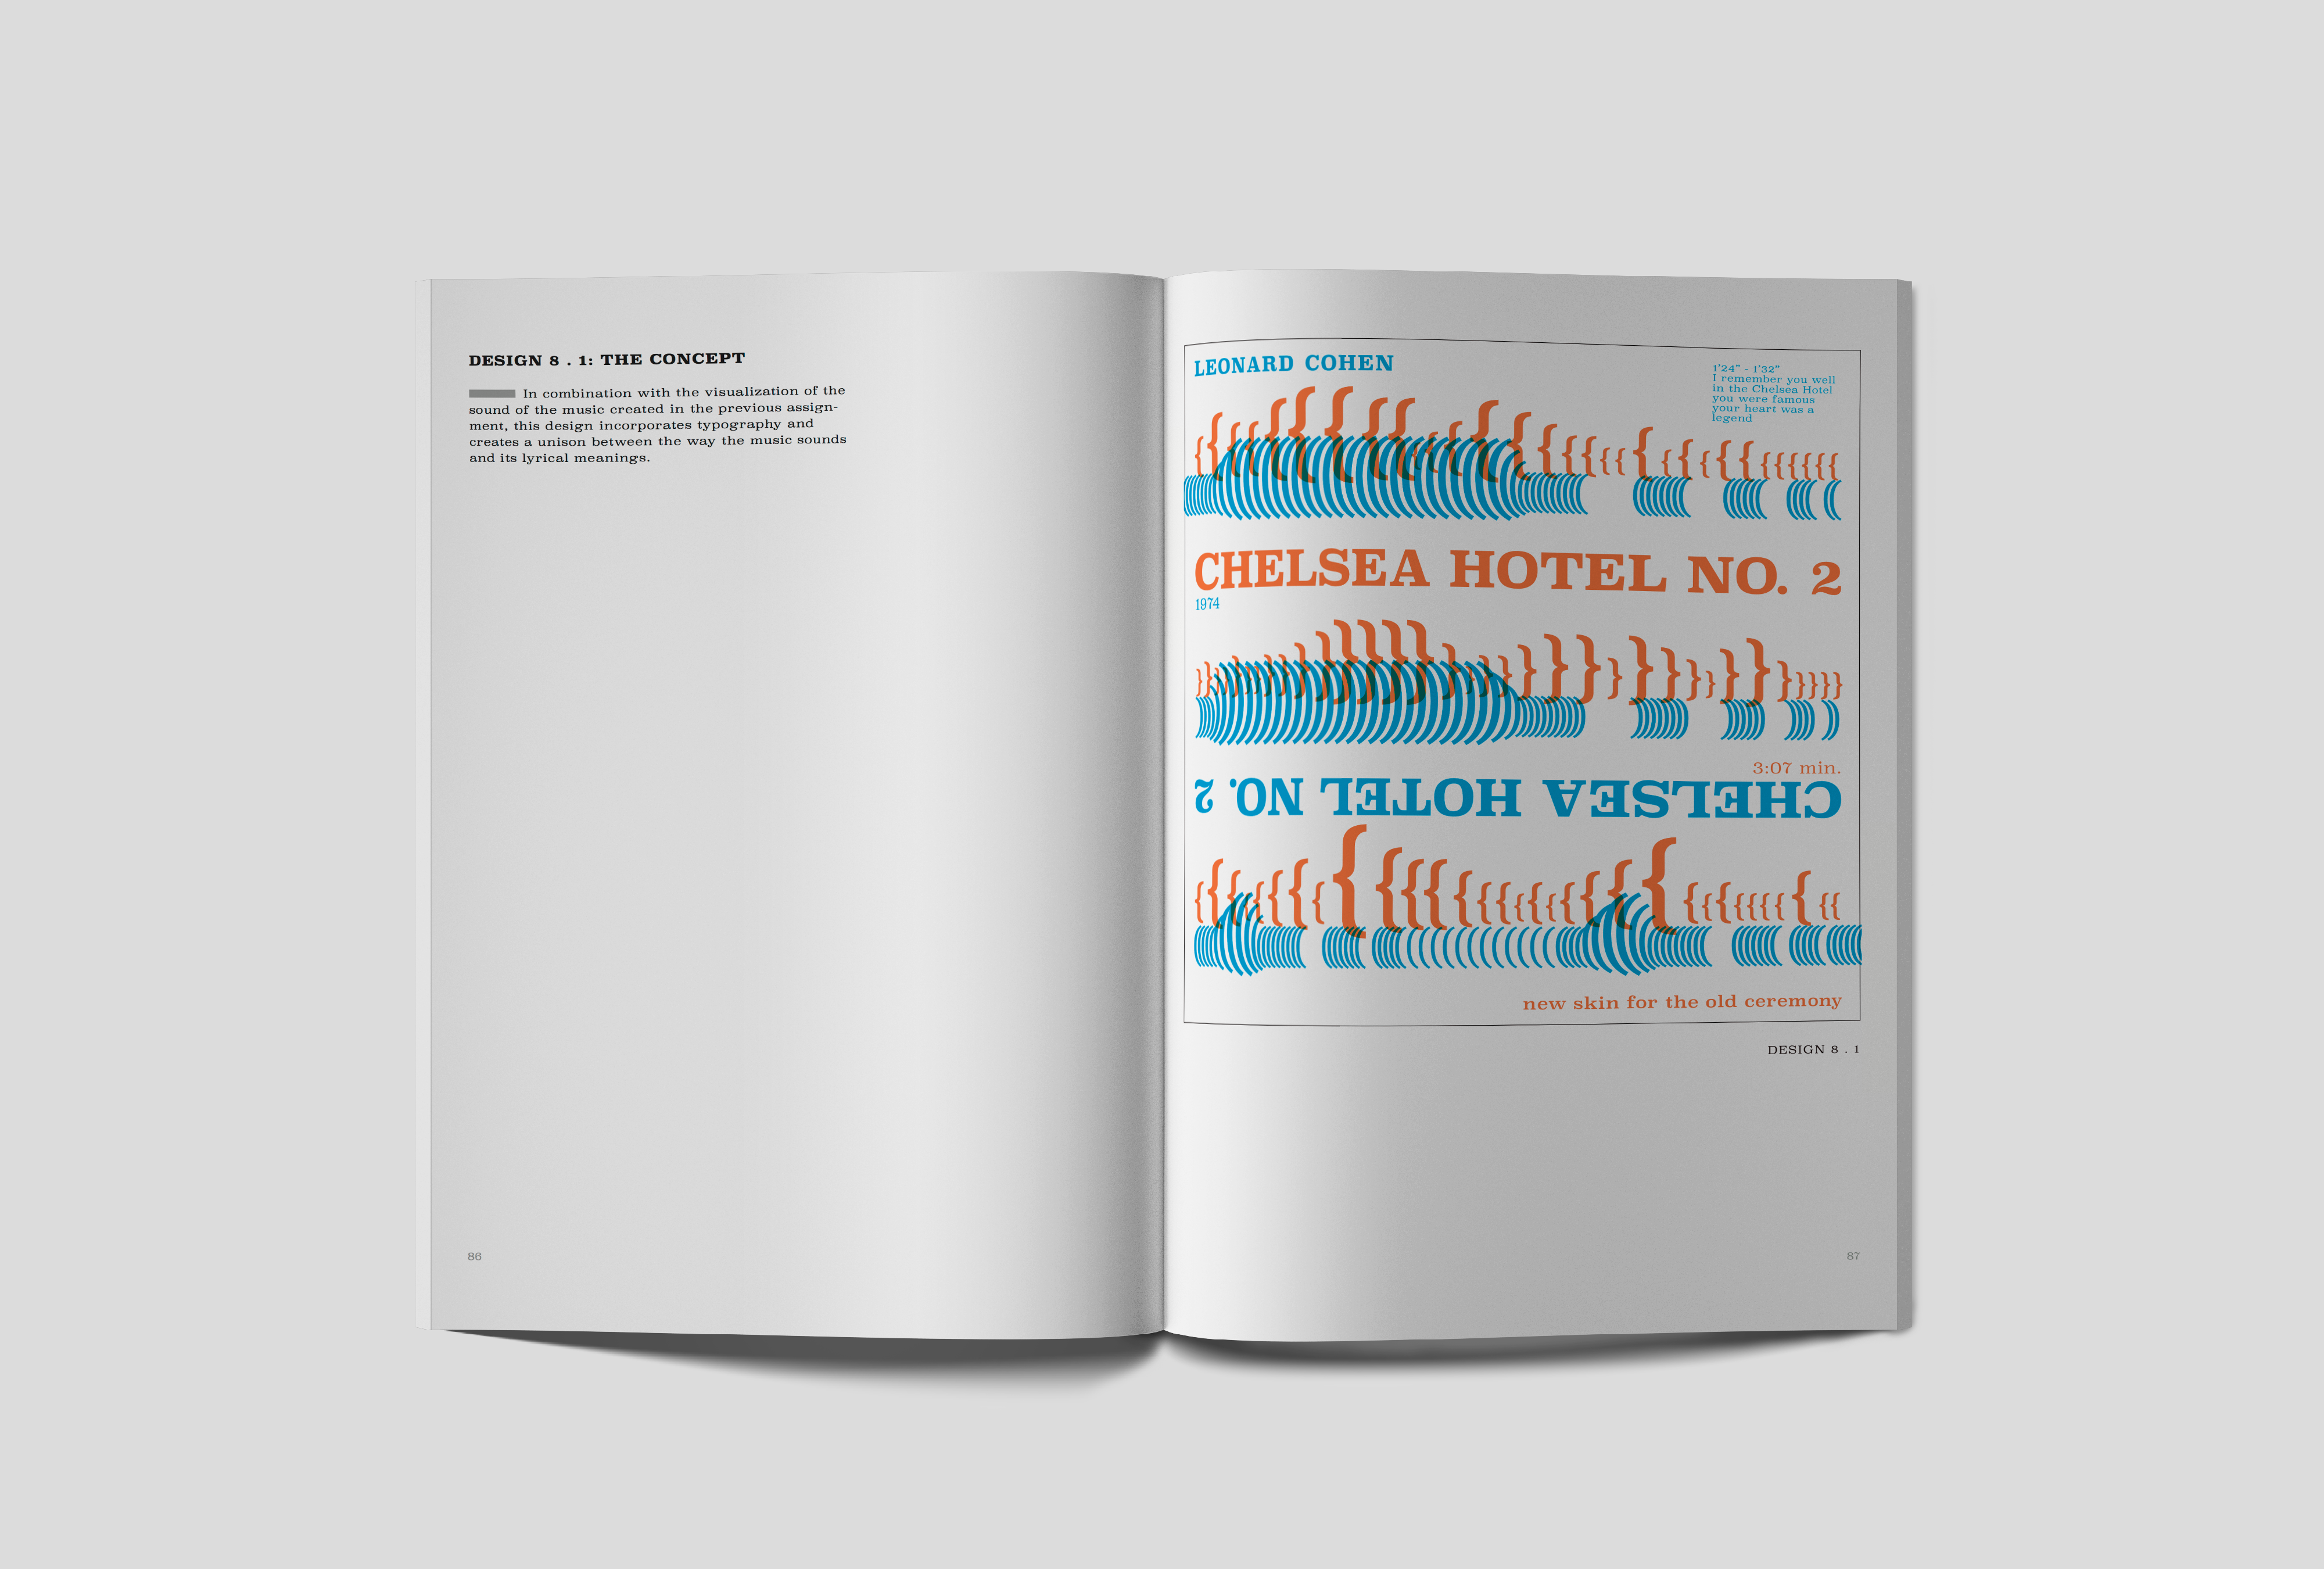 DESIGN 8 . 1: THE CONCEPT
In combination with the visualization of the
sound of the music created in the previous assign-
ment, this design incorporates typography and
creates a unison between the way the music sounds
and its lyrical meanings.
86
LEONARD COHEN
1'24" - 1'32"
I remember you well
in the Chelsea Hotel
you were famous
your heart was a
legend
CHELSEA HOTEL NO. 2
1974
3:07 min.
CHELSEA HOTEL NO. 2
new skin for the old ceremony
DESIGN 8 . 1
87